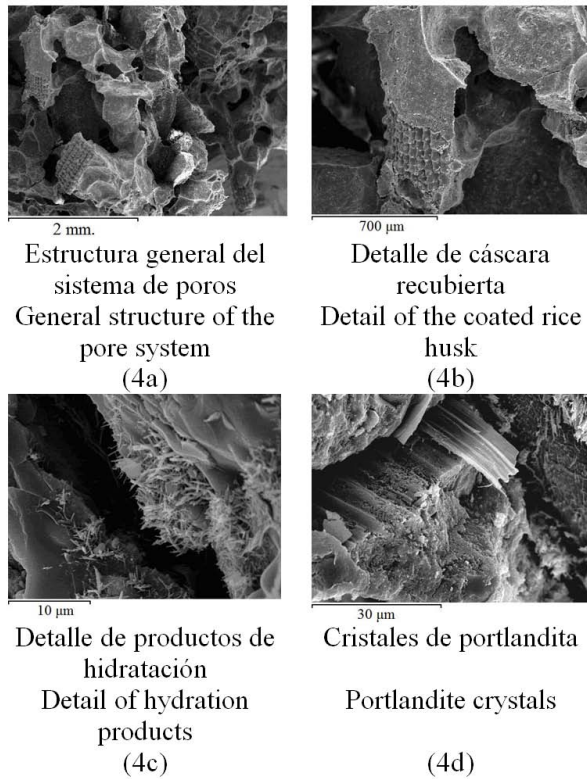 2 mm.
Estructura general del
sistema de poros
General structure of the
pore system
(4a)
700 μm
Detalle de cáscara
recubierta
Detail of the coated rice
husk
(4b)
10 μm
Detalle de productos de
hidratación
Detail of hydration
products
(4c)
30 μm
Cristales de portlandita
Portlandite crystals
(4d)